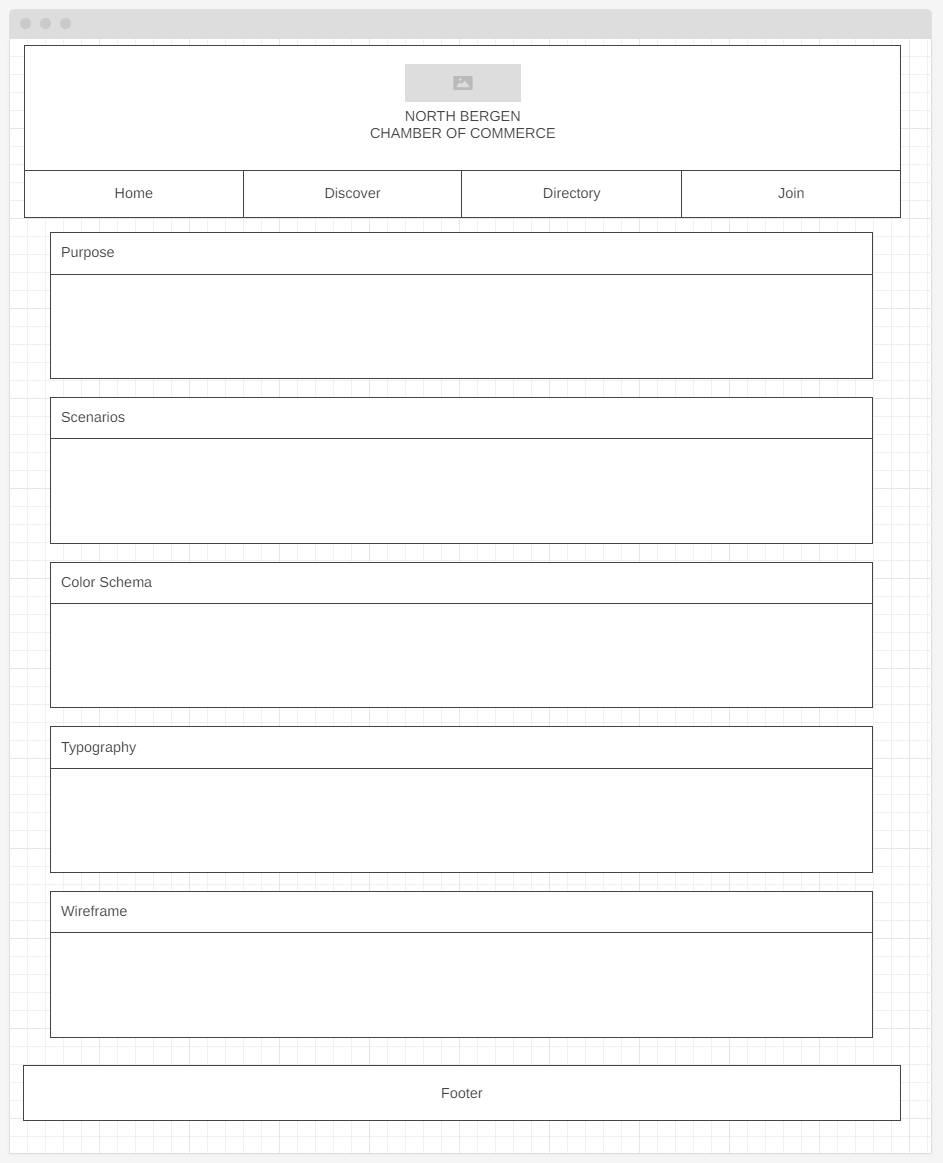 NORTH BERGEN
CHAMBER OF COMMERCE
Home
Discover
Directory
Join
Purpose
Scenarios
Color Schema
Typography
Wireframe
Footer